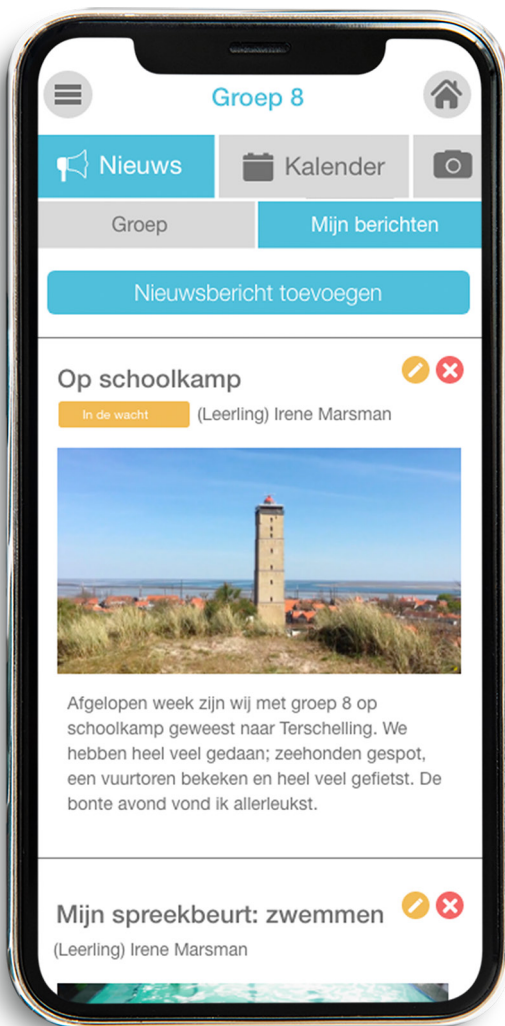 Groep 8
Nieuws
Kalender
Groep
Mijn berichten
Nieuwsbericht toevoegen
Op schoolkamp
In de wacht
(Leerling) Irene Marsman
Afgelopen week zijn wij met groep 8 op
schoolkamp geweest naar Terschelling. We
hebben heel veel gedaan; zeehonden gespot,
een vuurtoren bekeken en heel veel gefietst. De
bonte avond vond ik allerleukst.
Mijn spreekbeurt: zwemmen
(Leerling) Irene Marsman